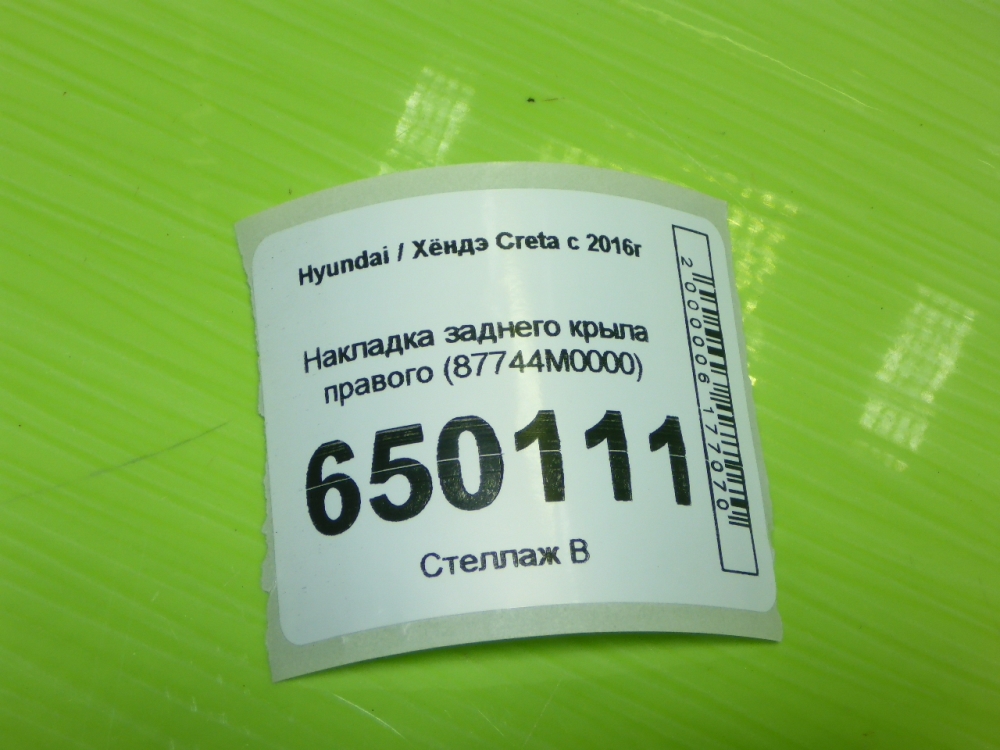 Hyundai / Хёндэ Creta с 2016г
Накладка заднего крыла
правого (87744M0000)
650111
Стеллаж В
2000006177070